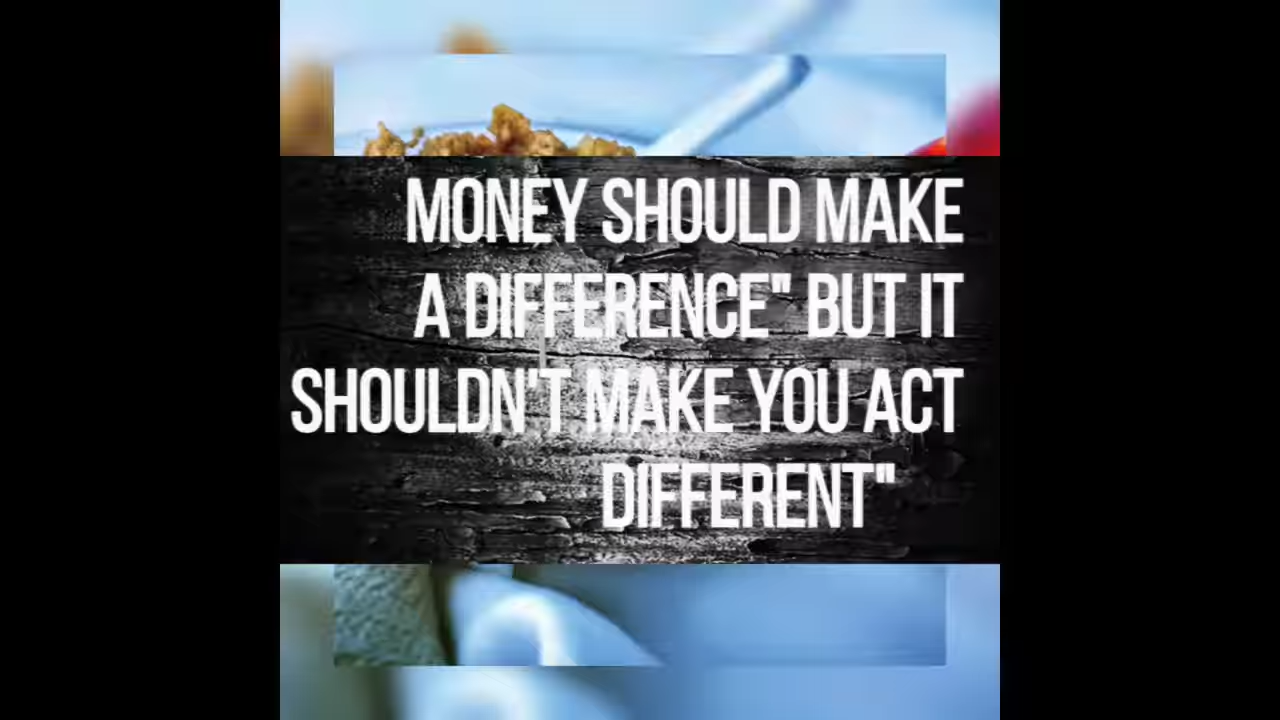 MONEY SHOULD MAKE
A DIFFERENCE" BUT IT
SHOULDN'T MAKE YOU ACT
DIFFERENT"